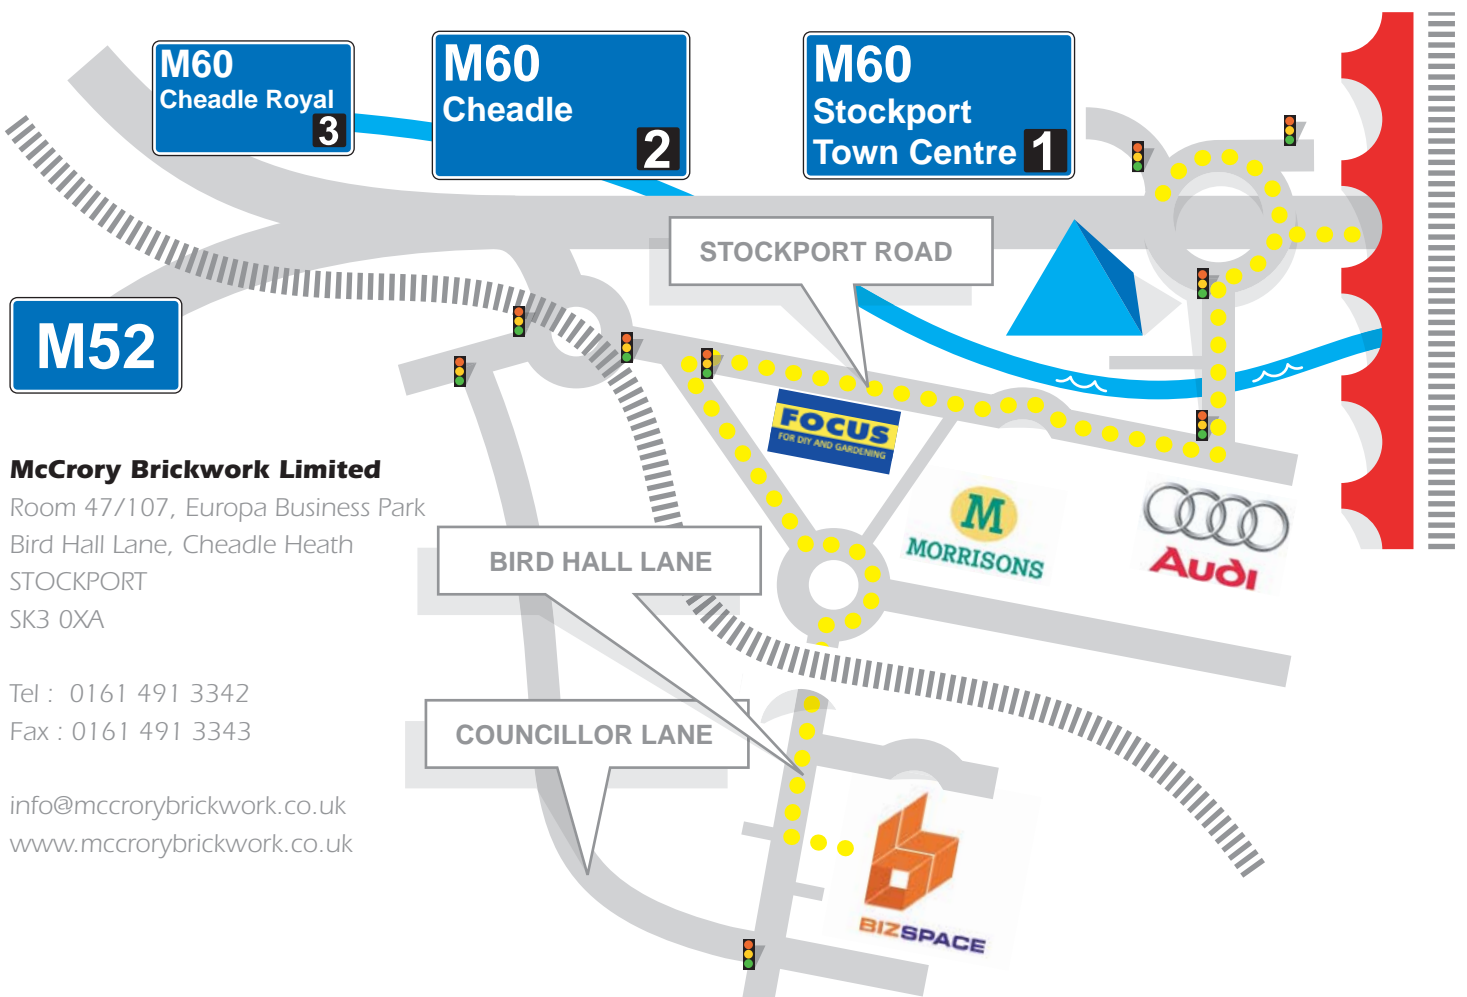 M60
Cheadle Royal
3
M60
Cheadle
2
M60
Stockport
Town Centre 1
STOCKPORT ROAD
M52
FOCUS
FOR DIY AND GARDENING
McCrory Brickwork Limited
Room 47/107, Europa Business Park
Bird Hall Lane, Cheadle Heath
STOCKPORT
SK3 0XA
Tel : 0161 491 3342
Fax : 0161 491 3343
info@mccrorybrickwork.co.uk
www.mccrorybrickwork.co.uk
M
MORRISONS
Audi
BIRD HALL LANE
COUNCILLOR LANE
BIZSPACE